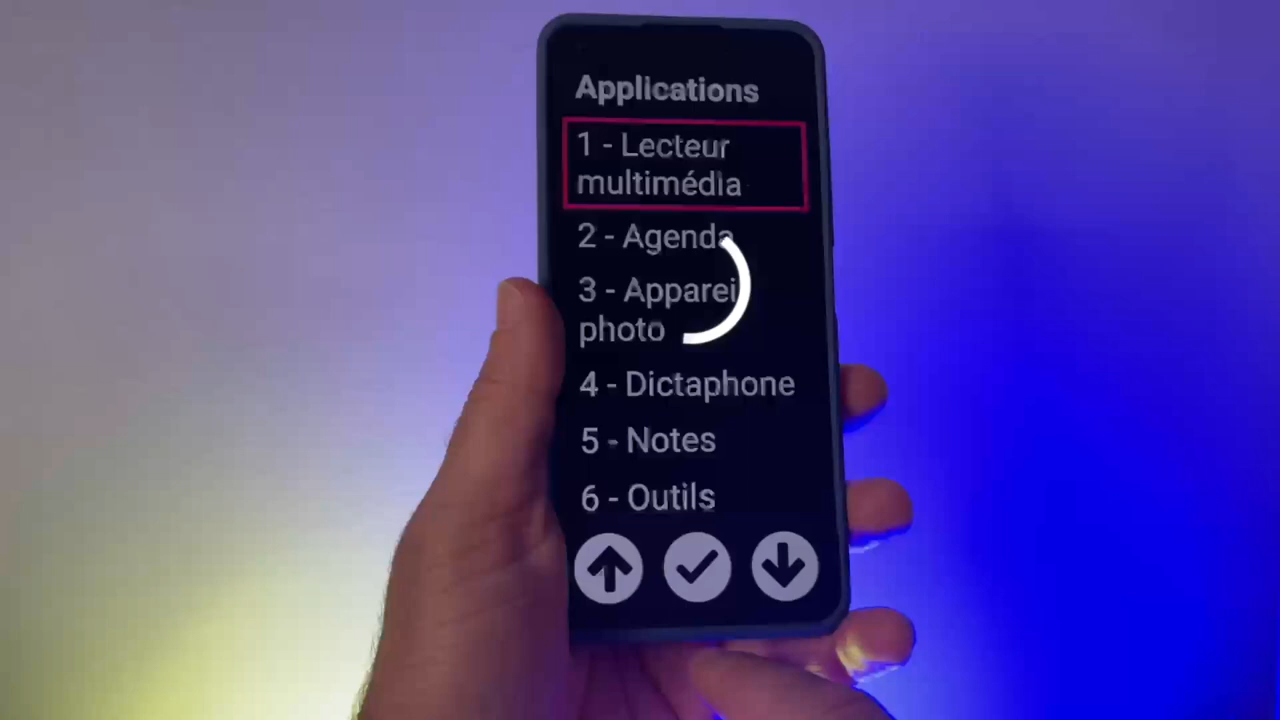 Applications
1 - Lecteur
multimédia
2 - Agenda
3 - Appareil
photo
4 - Dictaphone
5 - Notes
6 - Outils